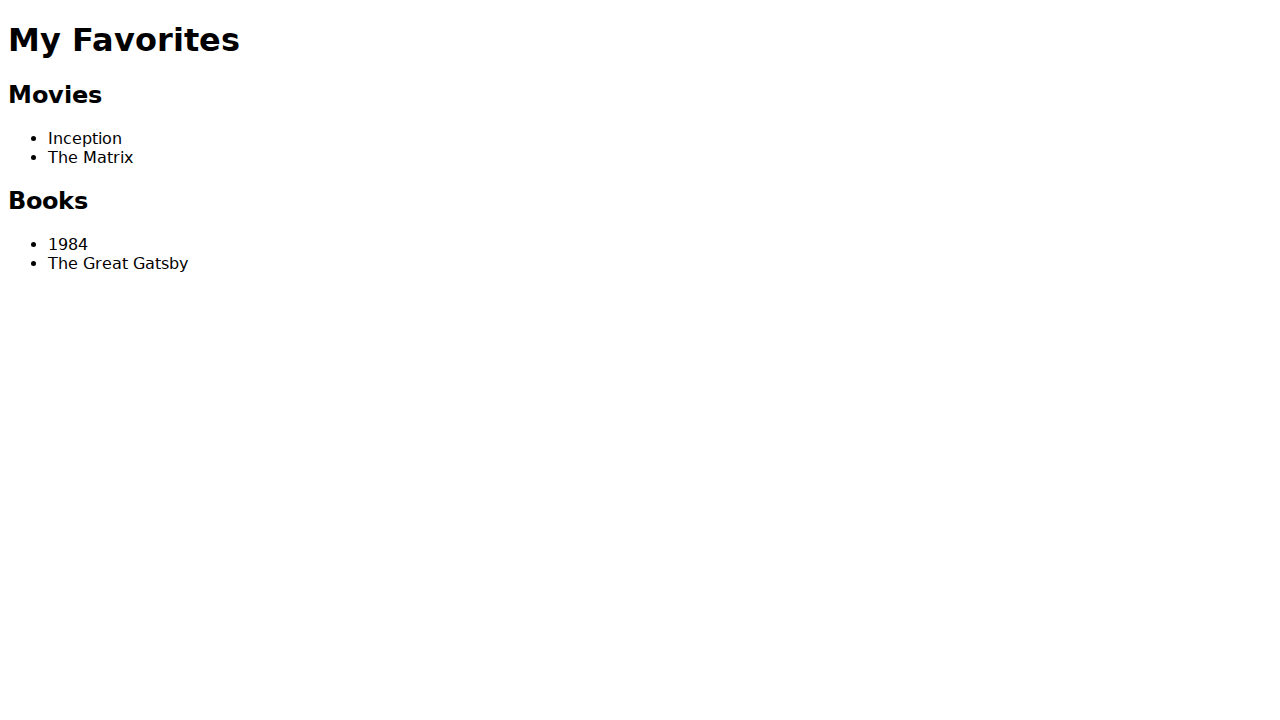 My Favorites
Movies
Inception
The Matrix
Books
1984
The Great Gatsby